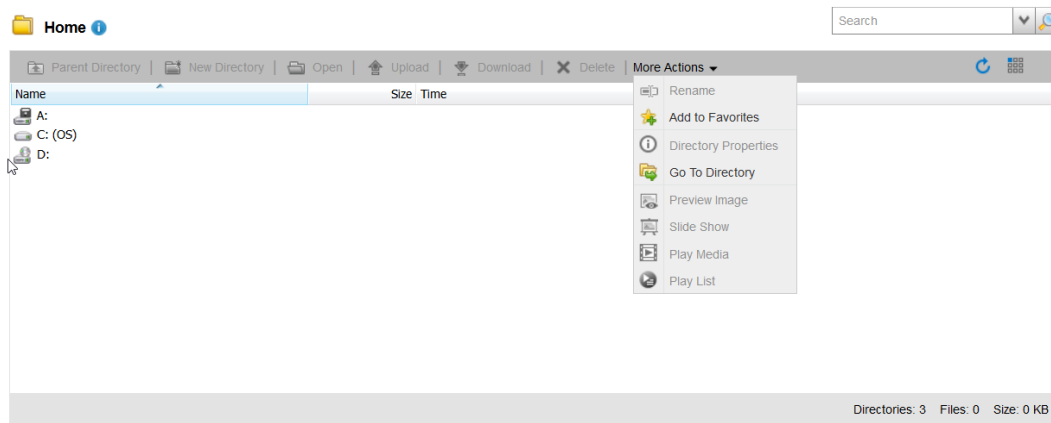 Home
Search
Parent Directory | New Directory | Open | Upload | Download | Delete | More Actions
Name Size Time
A:
C: (OS)
D:
Rename
Add to Favorites
Directory Properties
Go To Directory
Preview Image
Slide Show
Play Media
Play List
Directories: 3 Files: 0 Size: 0 KB